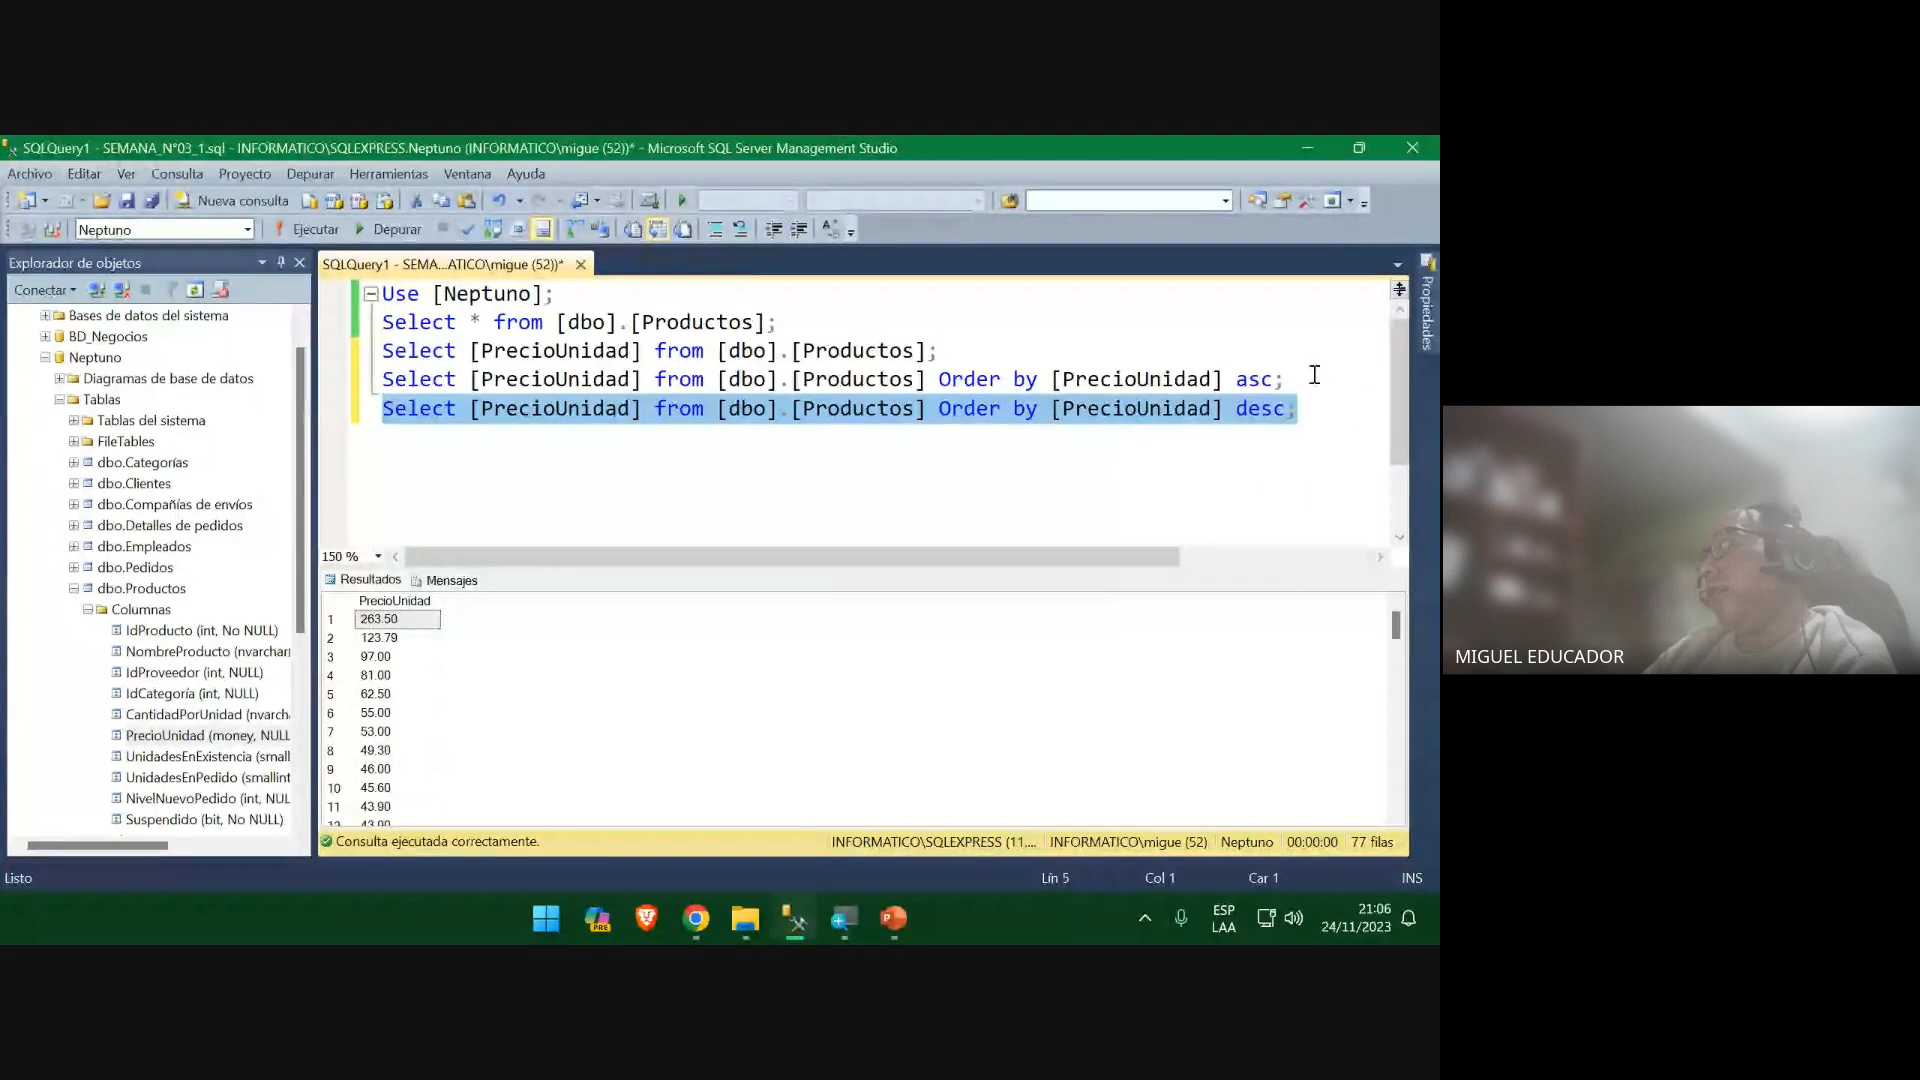 SQLQuery1 - SEMANA_N°03_1.sql - INFORMATICO\SQLEXPRESS.Neptuno (INFORMATICO\migue (52))* - Microsoft SQL Server Management Studio
Archivo Editar Ver Consulta Proyecto Depurar Herramientas Ventana Ayuda
Nueva consulta
Neptuno Ejecutar Depurar
Explorador de objetos
Conectar
Bases de datos del sistema
BD_Negocios
Neptuno
Diagramas de base de datos
Tablas
Tablas del sistema
FileTables
dbo.Categorías
dbo.Clientes
dbo.Compañías de envíos
dbo.Detalles de pedidos
dbo.Empleados
dbo.Pedidos
dbo.Productos
Columnas
IdProducto (int, No NULL)
NombreProducto (nvarchar
IdProveedor (int, NULL)
IdCategoría (int, NULL)
CantidadPorUnidad (nvarch
PrecioUnidad (money, NULL
UnidadesEnExistencia (small
UnidadesEnPedido (smallint
NivelNuevoPedido (int, NUL
Suspendido (bit, No NULL)
SQLQuery1 - SEMA...ATICO\migue (52))*
Use [Neptuno];
Select * from [dbo].[Productos];
Select [PrecioUnidad] from [dbo].[Productos];
Select [PrecioUnidad] from [dbo].[Productos] Order by [PrecioUnidad] asc;
Select [PrecioUnidad] from [dbo].[Productos] Order by [PrecioUnidad] desc;
150 %
Resultados Mensajes
PrecioUnidad
1 263.50
2 123.79
3 97.00
4 81.00
5 62.50
6 55.00
7 53.00
8 49.30
9 46.00
10 45.60
11 43.90
12 43.90
Consulta ejecutada correctamente. INFORMATICO\SQLEXPRESS (11.... INFORMATICO\migue (52) Neptuno 00:00:00 77 filas
Propiedades
Listo Lín 5 Col 1 Car 1 INS
PRE
ESP
LAA
21:06
24/11/2023
MIGUEL EDUCADOR